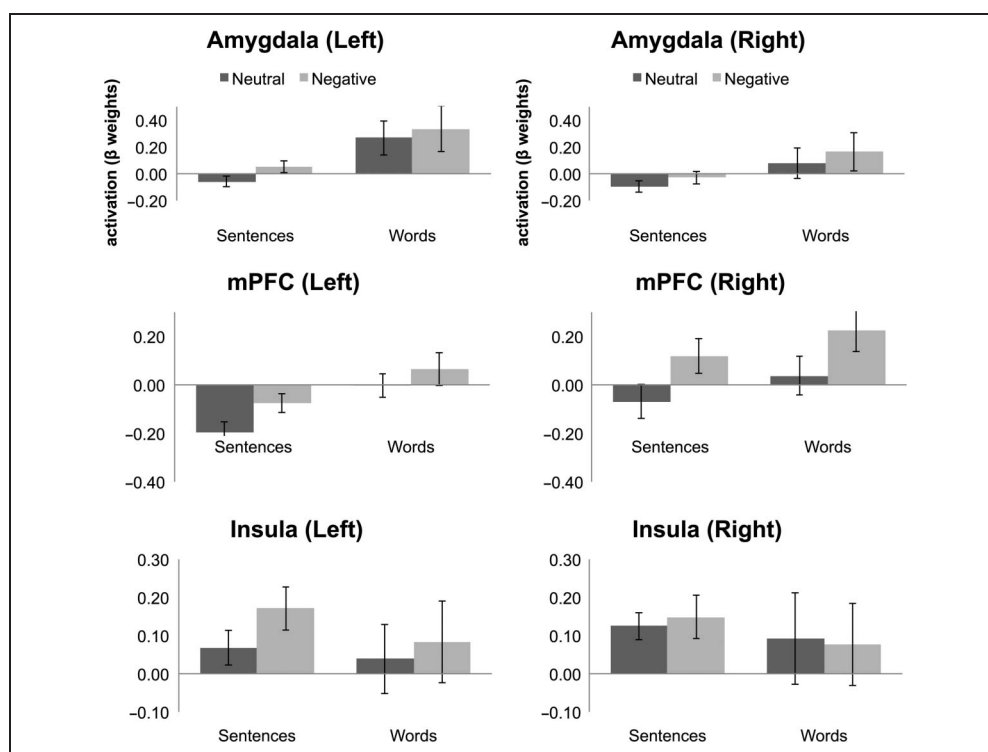 Amygdala (Left)
Neutral Negative
activation (β weights)
0.40
0.20
0.00
−0.20
Sentences Words
Amygdala (Right)
Neutral Negative
activation (β weights)
0.40
0.20
0.00
−0.20
Sentences Words
mPFC (Left)
0.20
0.00
−0.20
−0.40
Sentences Words
mPFC (Right)
0.20
0.00
−0.20
−0.40
Sentences Words
Insula (Left)
0.30
0.20
0.10
0.00
−0.10
Sentences Words
Insula (Right)
0.30
0.20
0.10
0.00
−0.10
Sentences Words